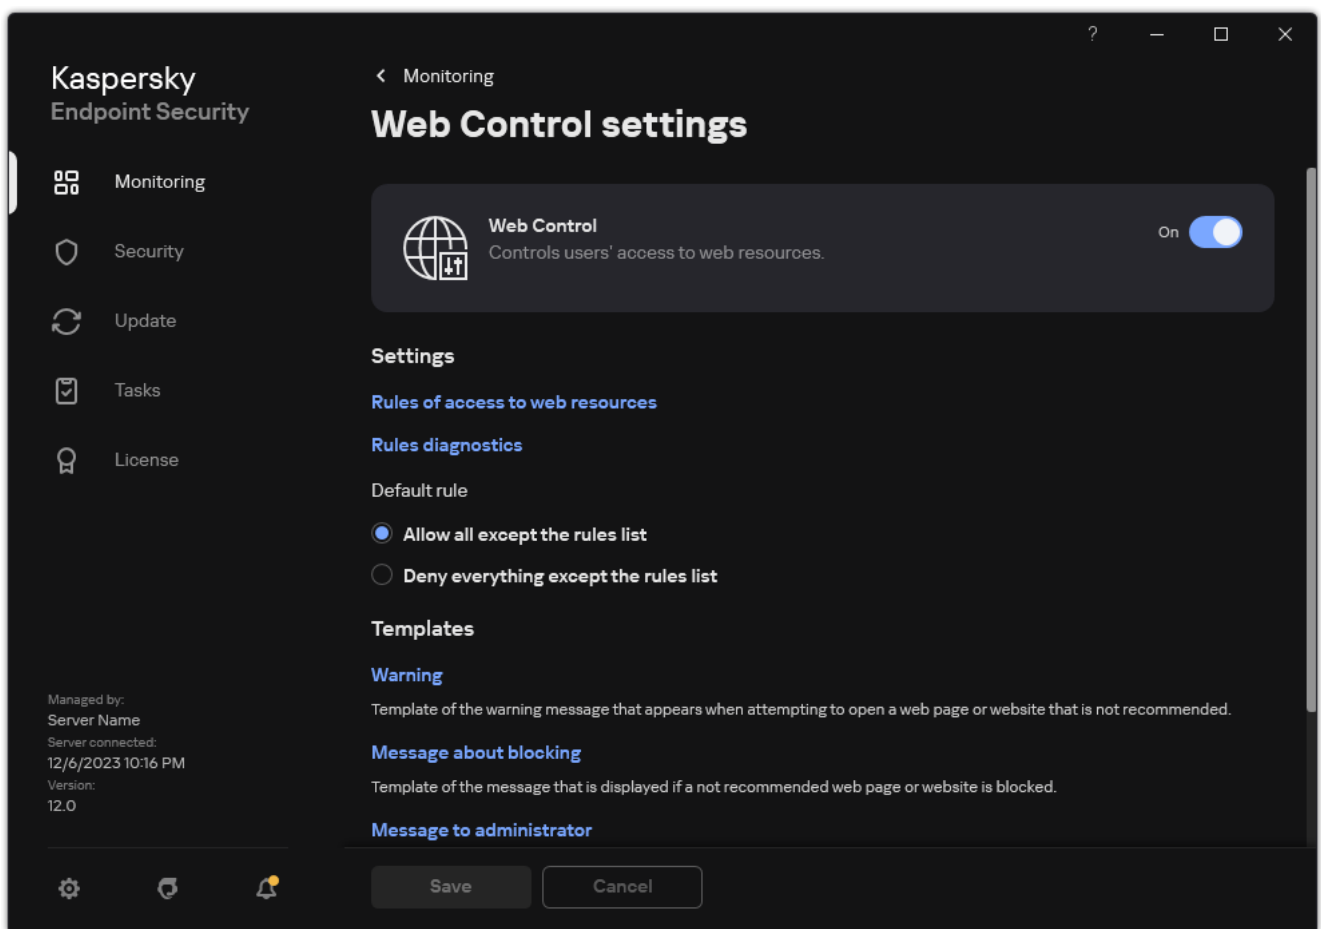 ?
Kaspersky
Endpoint Security
Monitoring
Security
Update
Tasks
License
Managed by:
Server Name
Server connected:
12/6/2023 10:16 PM
Version:
12.0
Monitoring
Web Control settings
Web Control
Controls users' access to web resources.
On
Settings
Rules of access to web resources
Rules diagnostics
Default rule
Allow all except the rules list
Deny everything except the rules list
Templates
Warning
Template of the warning message that appears when attempting to open a web page or website that is not recommended.
Message about blocking
Template of the message that is displayed if a not recommended web page or website is blocked.
Message to administrator
Save
Cancel